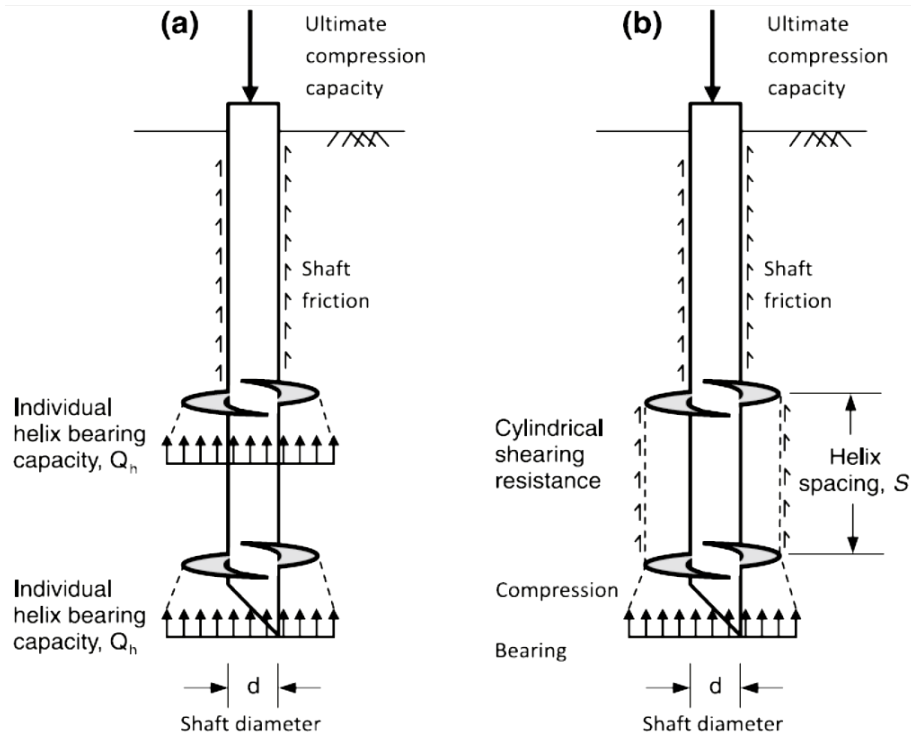 (a)
Ultimate
compression
capacity
Shaft
friction
Individual
helix bearing
capacity, Qₕ
Individual
helix bearing
capacity, Qₕ
d
Shaft diameter
(b)
Ultimate
compression
capacity
Shaft
friction
Cylindrical
shearing
resistance
Helix
spacing, S
Compression
Bearing
d
Shaft diameter